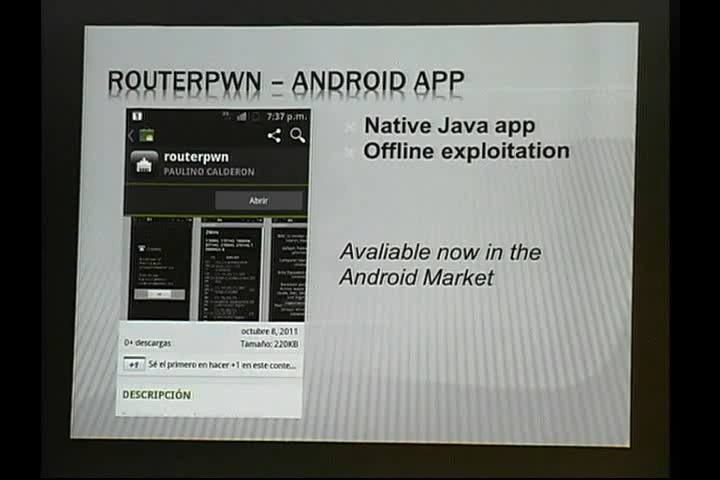 ROUTERPWN – ANDROID APP
7:37 p.m.
routerpwn
PAULINO CALDERON
Abrir
octubre 8, 2011
0+ descargas
Tamaño: 220KB
+1 Sé el primero en hacer +1 en este conte...
DESCRIPCIÓN
Native Java app
Offline exploitation
Avaliable now in the
Android Market